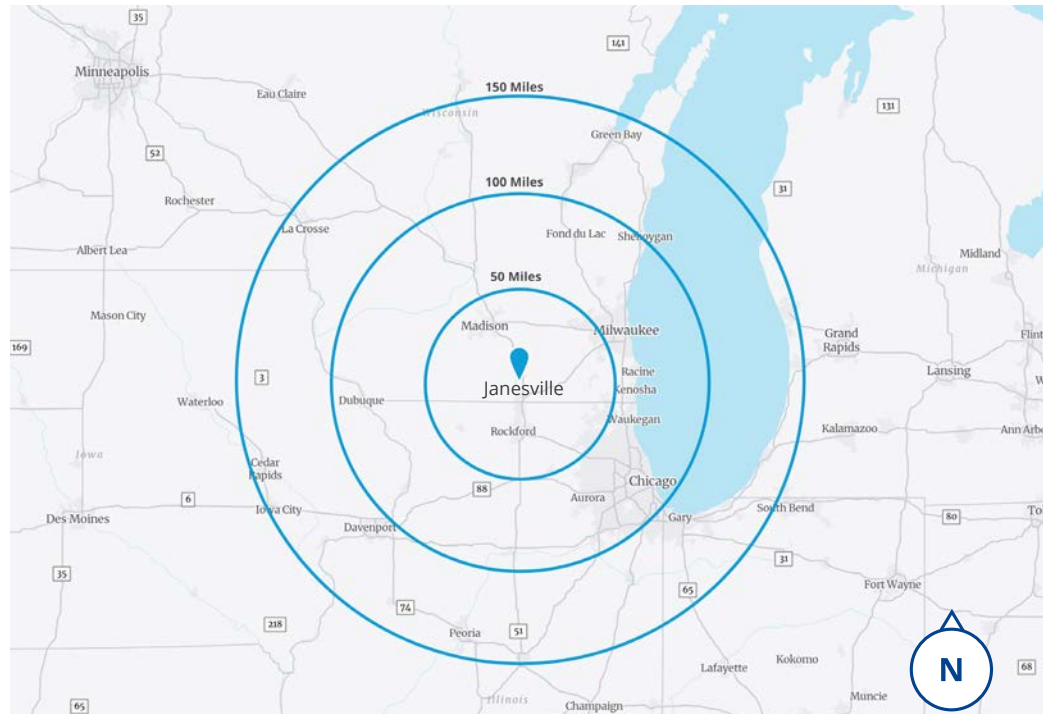 35
141
Minneapolis
150 Miles
Eau Claire
Wisconsin
131
Green Bay
52
100 Miles
31
Rochester
La Crosse
Fond du Lac
Sheboygan
Albert Lea
Midland
Michigan
50 Miles
Mason City
Madison
Milwaukee
Grand
Rapids
Flin
169
Racine
Lansing
3
Janesville
Kenosha
W
Waterloo
Dubuque
Waukegan
Rockford
Kalamazoo
Ann Arbo
Iowa
Cedar
Rapids
88
Chicago
6
Aurora
Iowa City
South Bend
Des Moines
Davenport
Gary
80
To
35
31
65
Fort Wayne
74
218
Peoria
51
Lafayette
Kokomo
N
68
65
Illinois
Champaign
Muncie